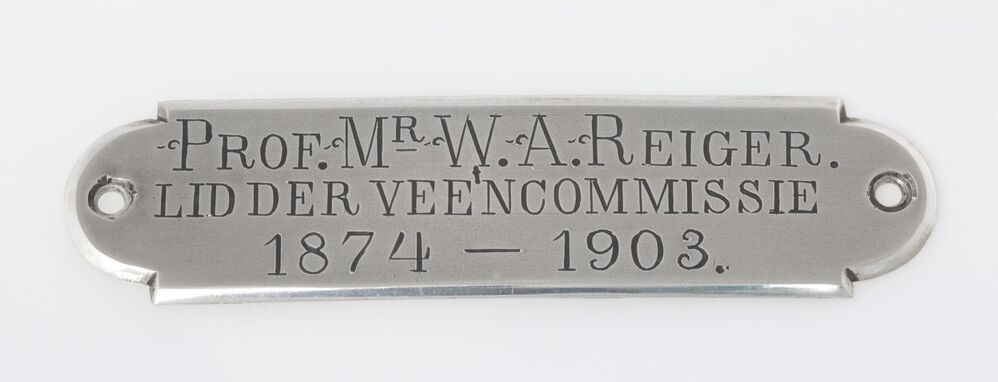 PROF. MR. W. A. REIGER.
LID DER VEENCOMMISSIE
1874 — 1903.